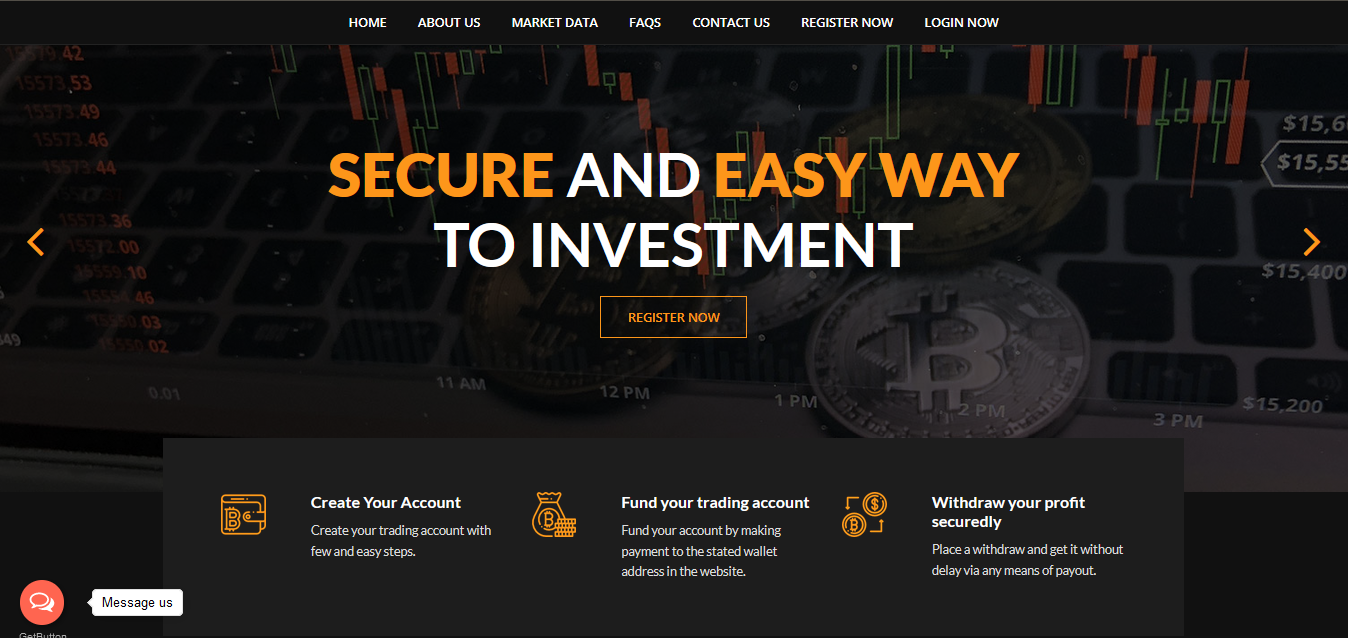 HOME ABOUT US MARKET DATA FAQS CONTACT US REGISTER NOW LOGIN NOW
15579.42
15573.53
15573.49
15573.46
15573.44
15573.36
15572.00
15559.10
15554.46
15550.03
15550.02
$15,400
$15,200
0.01
11 AM
12 PM
1 PM
2 PM
3 PM
SECURE AND EASY WAY
TO INVESTMENT
REGISTER NOW
Create Your Account
Create your trading account with
few and easy steps.
Fund your trading account
Fund your account by making
payment to the stated wallet
address in the website.
Withdraw your profit
securedly
Place a withdraw and get it without
delay via any means of payout.
Message us
GetButton